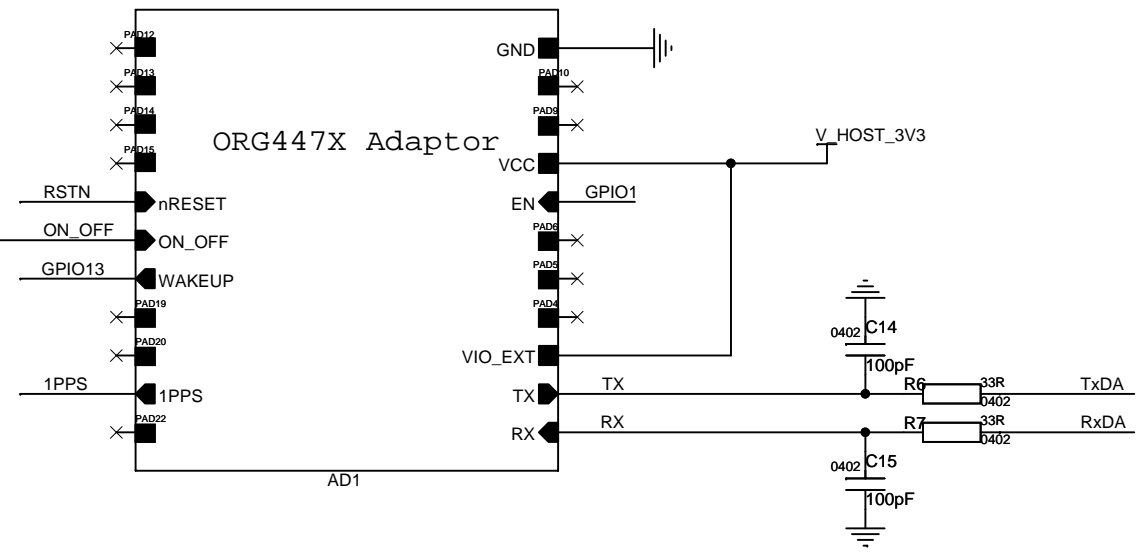 PAD12
GND
PAD13
PAD10
PAD14
PAD9
ORG447X Adaptor
V_HOST_3V3
PAD15
VCC
RSTN
nRESET
EN
GPIO1
ON_OFF
ON_OFF
PAD6
GPIO13
WAKEUP
PAD5
PAD19
PAD4
0402
C14
PAD20
VIO_EXT
100pF
1PPS
1PPS
TX
TX
R6
33R
0402
TxDA
PAD22
RX
RX
R7
33R
0402
RxDA
AD1
0402
C15
100pF